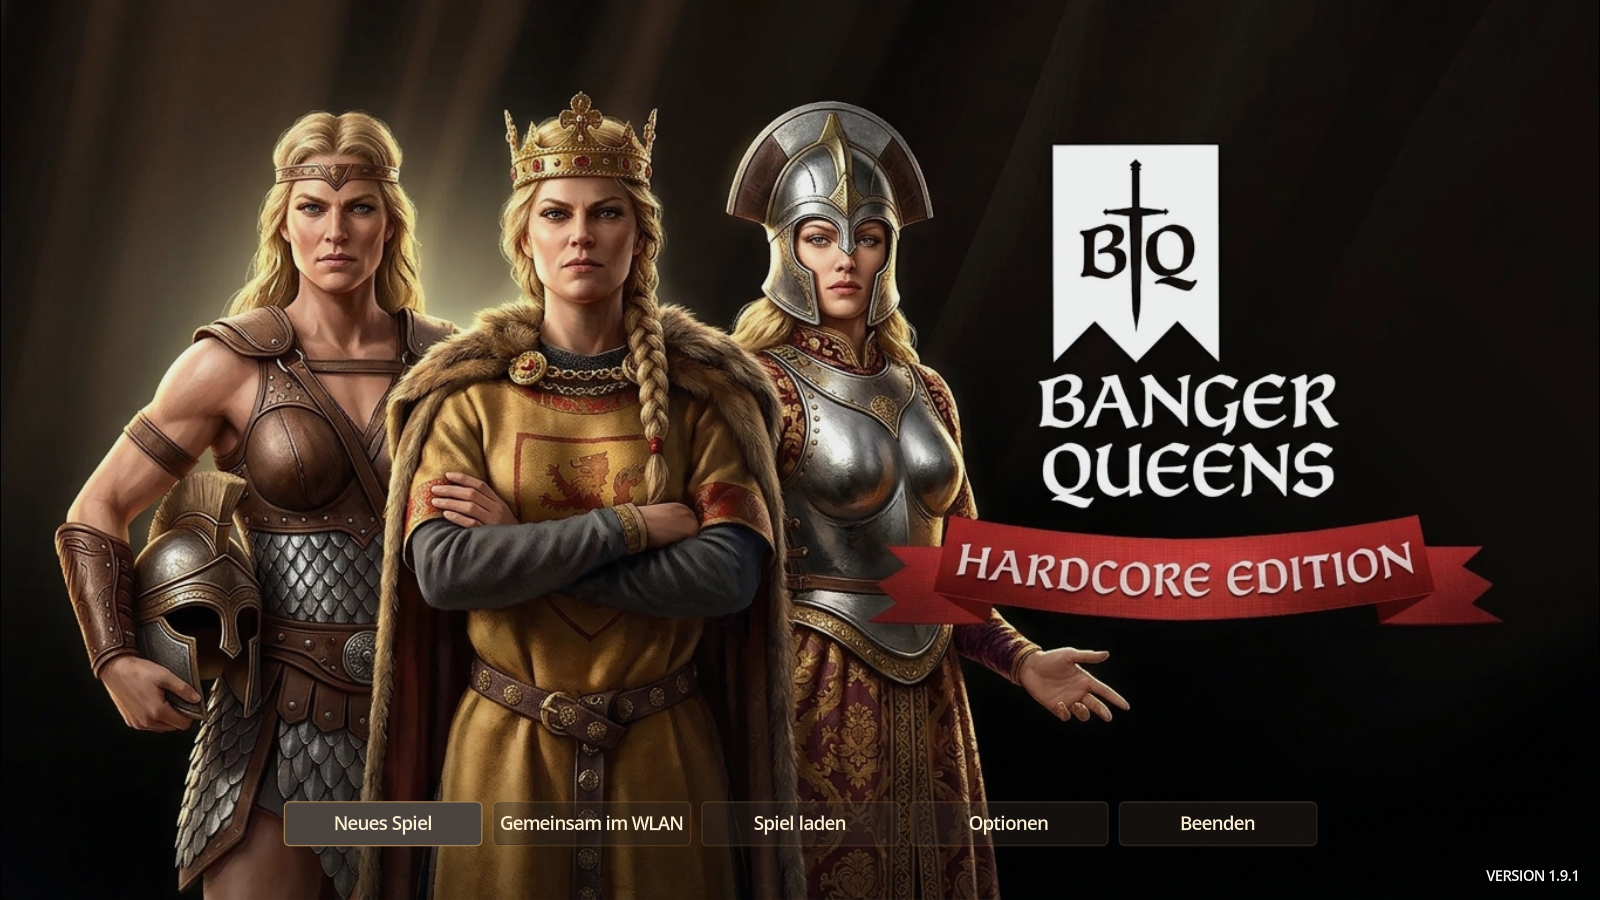 BQ
BANGER
QUEENS
HARDCORE EDITION
Neues Spiel
Gemeinsam im WLAN
Spiel laden
Optionen
Beenden
VERSION 1.9.1